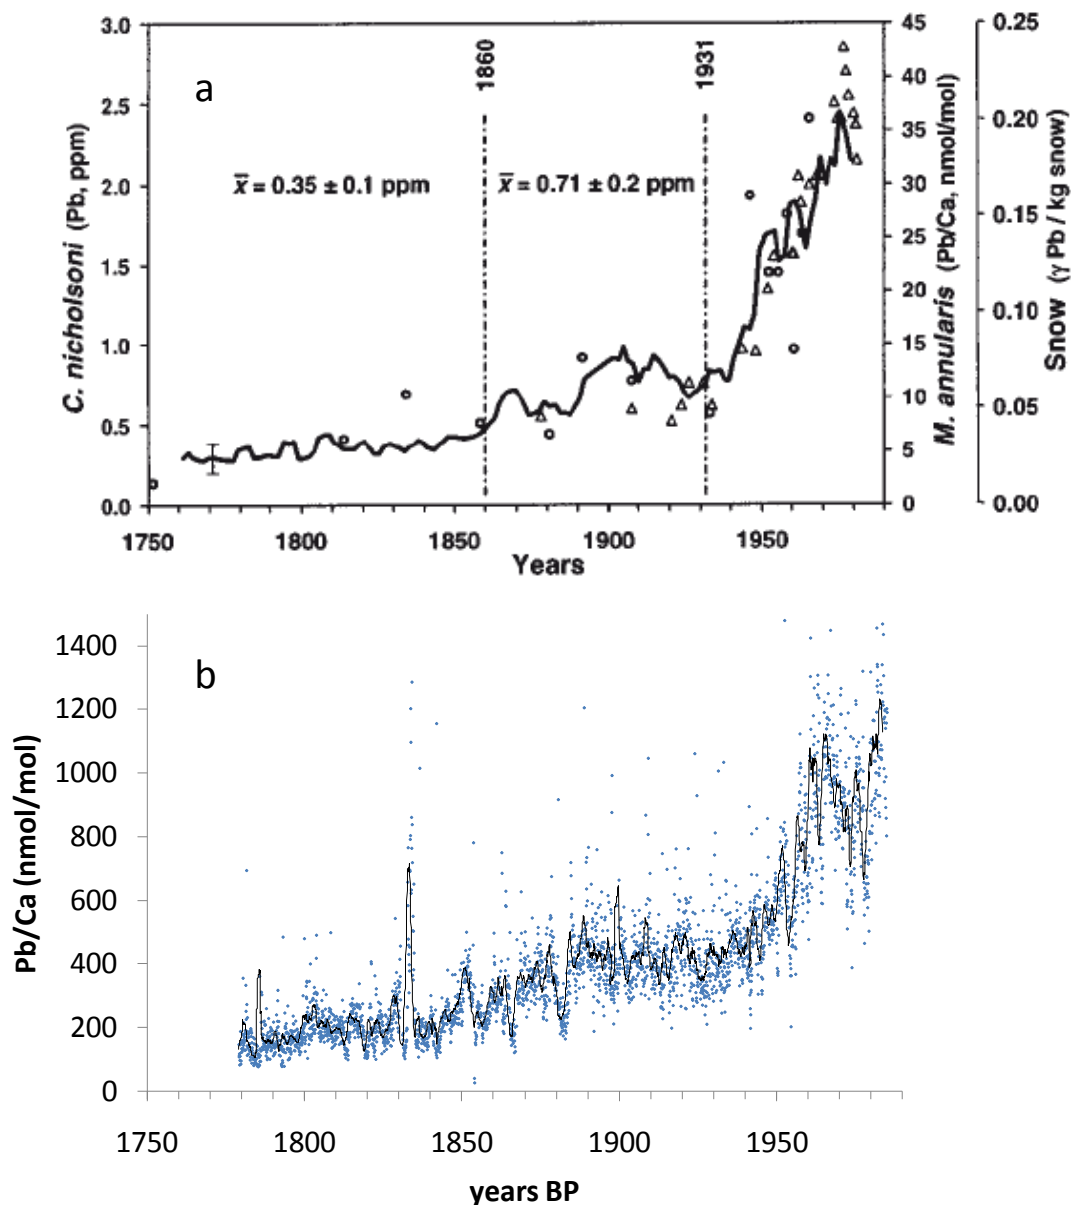 3.0
2.5
2.0
1.5
1.0
0.5
0.0
C. nicholsoni (Pb, ppm)
a
1860
1931
x̅ = 0.35 ± 0.1 ppm
x̅ = 0.71 ± 0.2 ppm
45
40
35
30
25
20
15
10
5
0
M. annularis (Pb/Ca, nmol/mol)
0.25
0.20
0.15
0.10
0.05
0.00
Snow (γ Pb / kg snow)
1750 1800 1850 1900 1950
Years
1400
1200
1000
800
600
400
200
0
Pb/Ca (nmol/mol)
b
1750 1800 1850 1900 1950
years BP